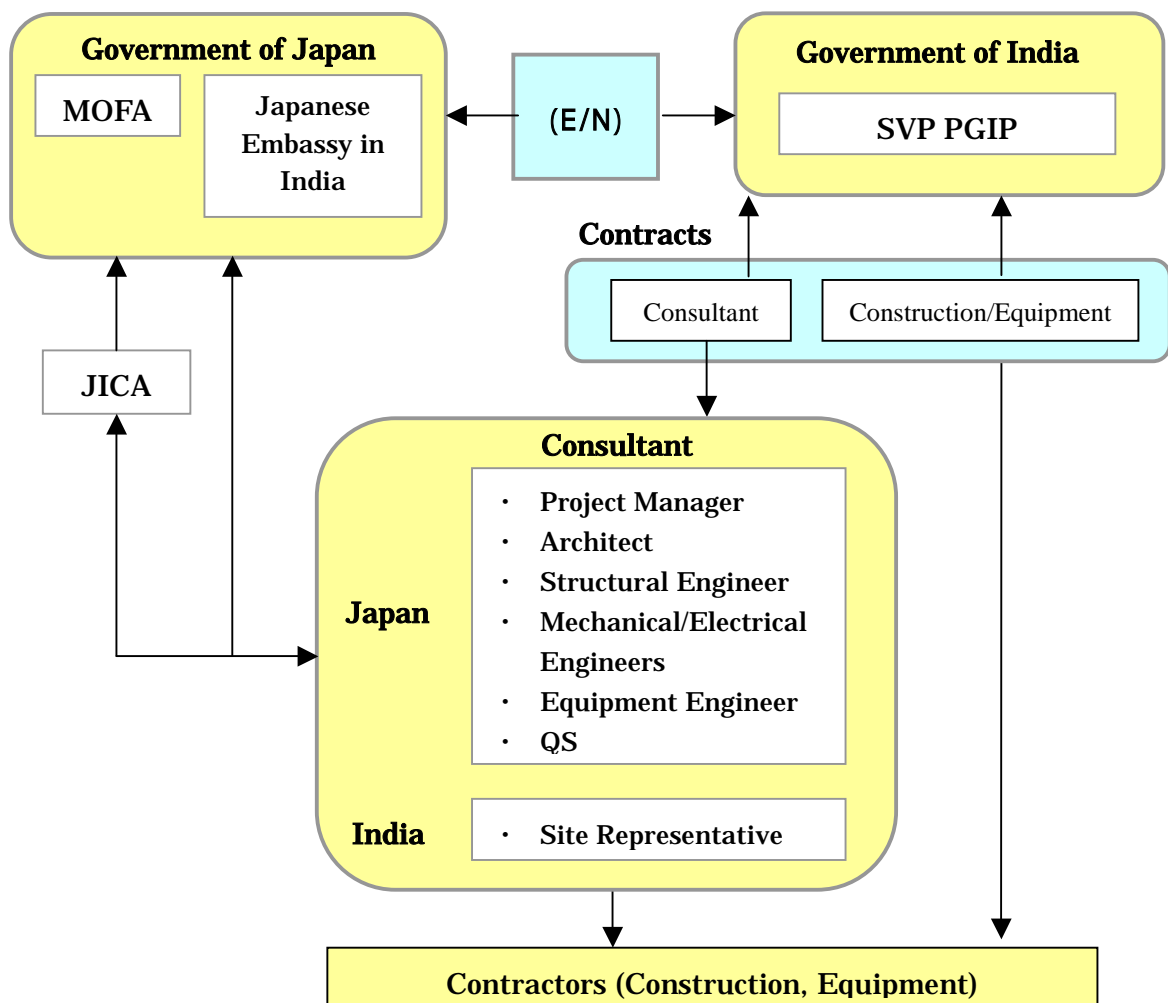 Government of Japan
MOFA
Japanese
Embassy in
India
(E/N)
Government of India
SVP PGIP
Contracts
Consultant
Construction/Equipment
JICA
Consultant
Japan
・ Project Manager
・ Architect
・ Structural Engineer
・ Mechanical/Electrical
Engineers
・ Equipment Engineer
・ QS
India
・ Site Representative
Contractors (Construction, Equipment)